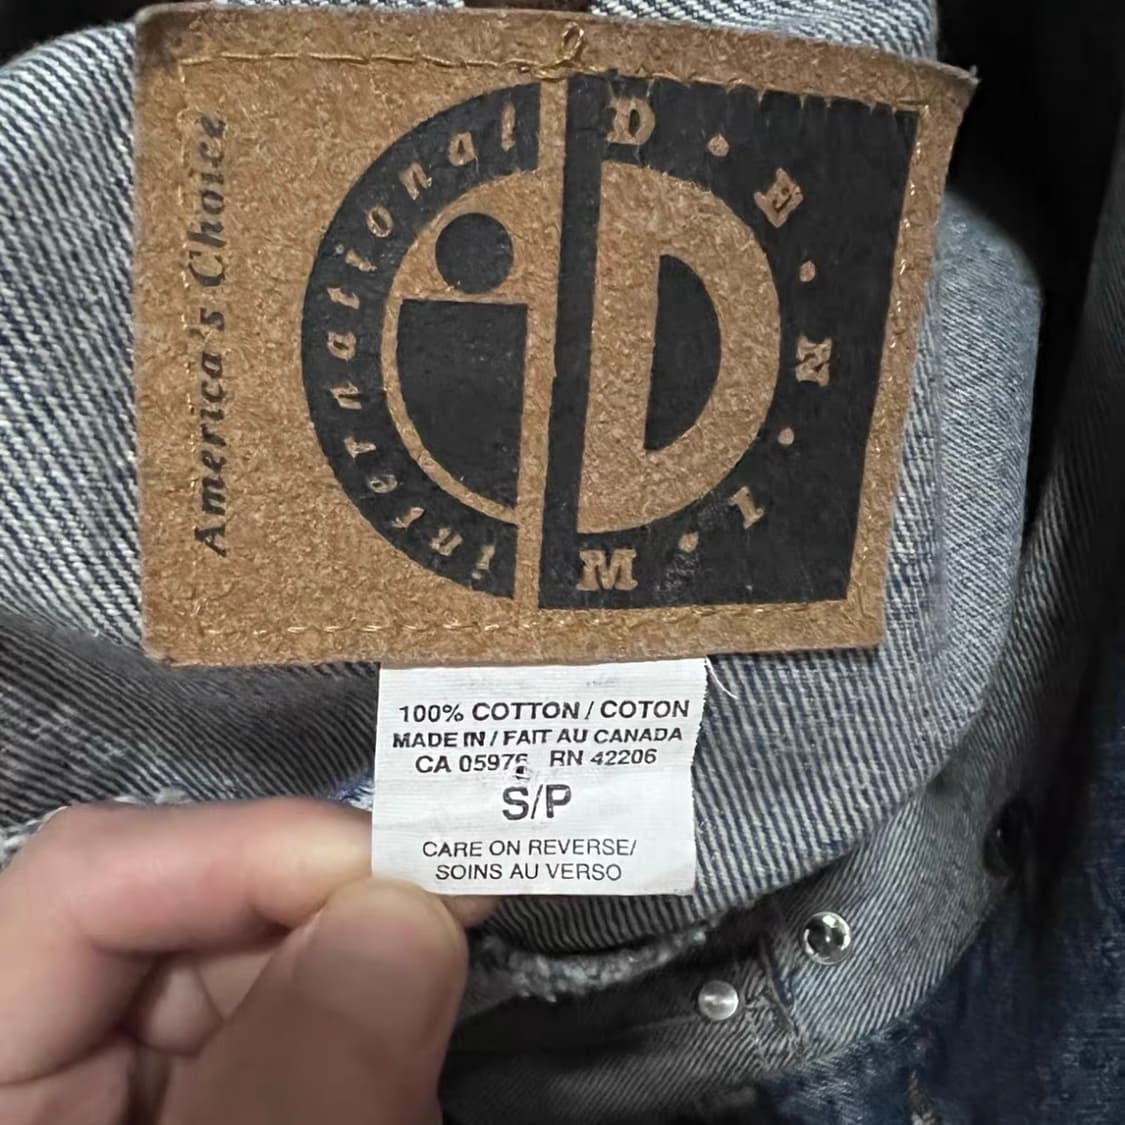 America's Choice
international
D·E·N·I·M
iD
100% COTTON / COTON
MADE IN / FAIT AU CANADA
RN 42206
S/P
CARE ON REVERSE/
SOINS AU VERSO